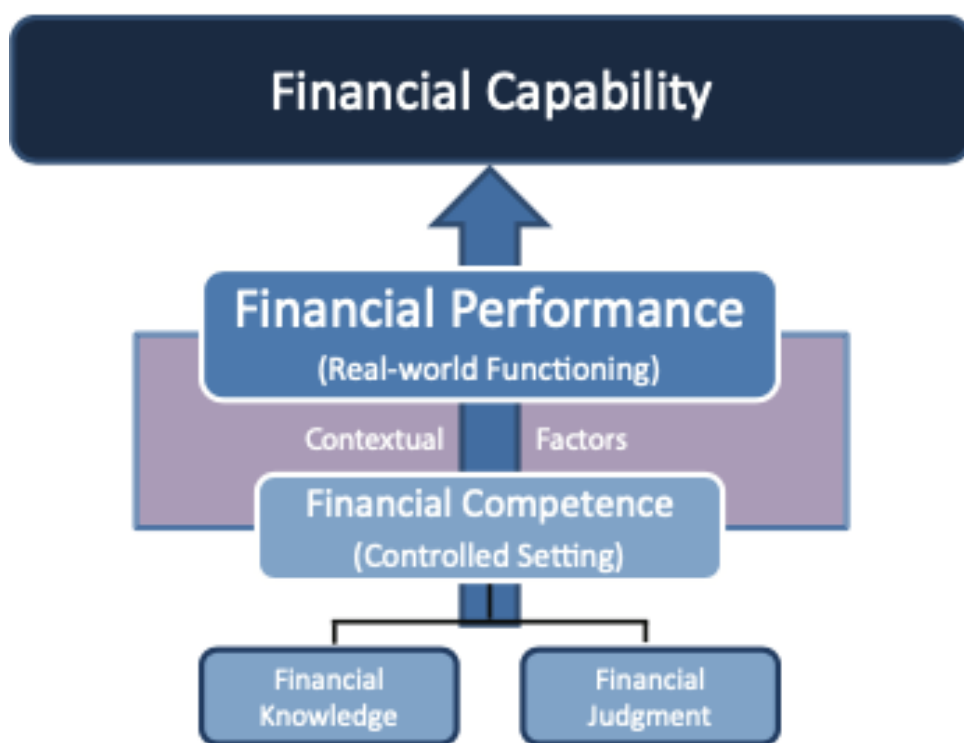 Financial Capability
Financial Performance
(Real-world Functioning)
Contextual Factors
Financial Competence
(Controlled Setting)
Financial
Knowledge
Financial
Judgment